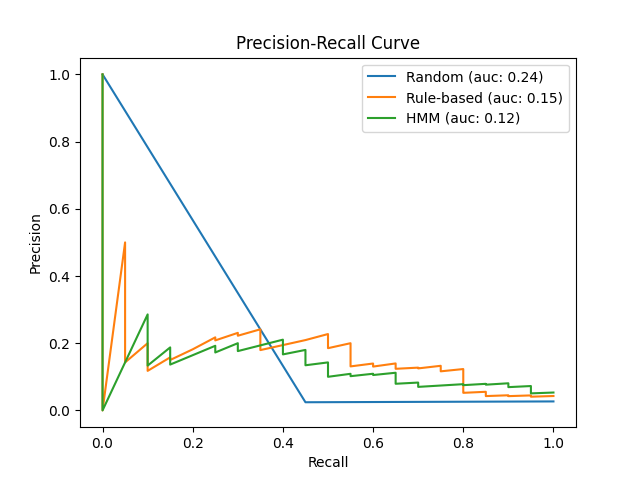 Precision-Recall Curve
Random (auc: 0.24)
Rule-based (auc: 0.15)
HMM (auc: 0.12)
Precision
1.0
0.8
0.6
0.4
0.2
0.0
0.0 0.2 0.4 0.6 0.8 1.0
Recall